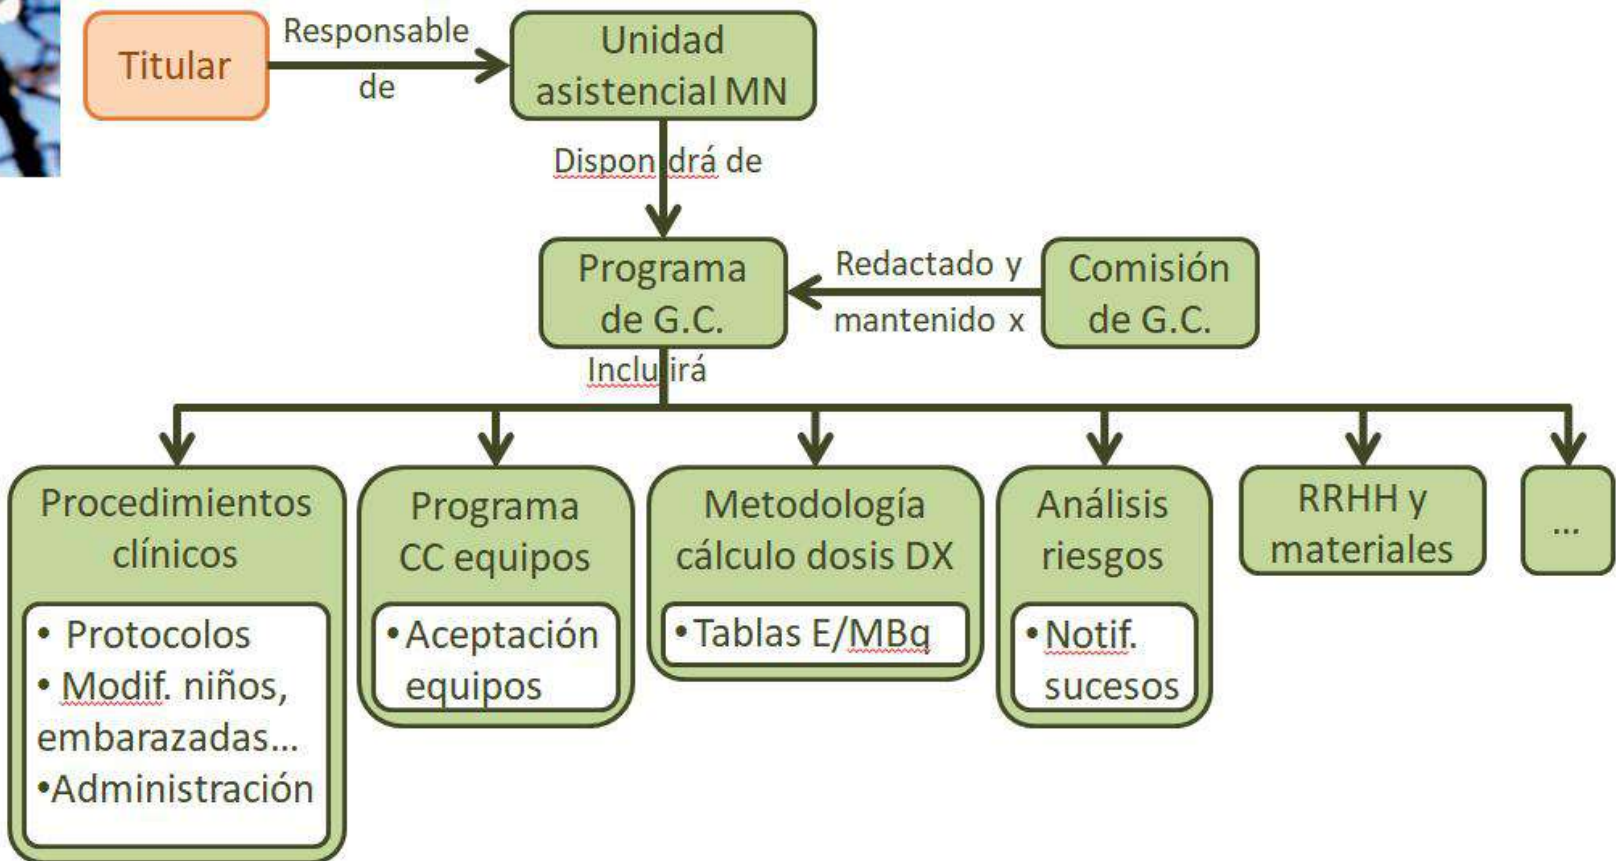 Titular
Responsable
de
Unidad
asistencial MN
Dispondrá de
Programa
de G.C.
Redactado y
mantenido x
Comisión
de G.C.
Incluirá
Procedimientos
clínicos
• Protocolos
• Modif. niños,
embarazadas...
•Administración
Programa
CC equipos
•Aceptación
equipos
Metodología
cálculo dosis DX
•Tablas E/MBq
Análisis
riesgos
•Notif.
sucesos
RRHH y
materiales
...